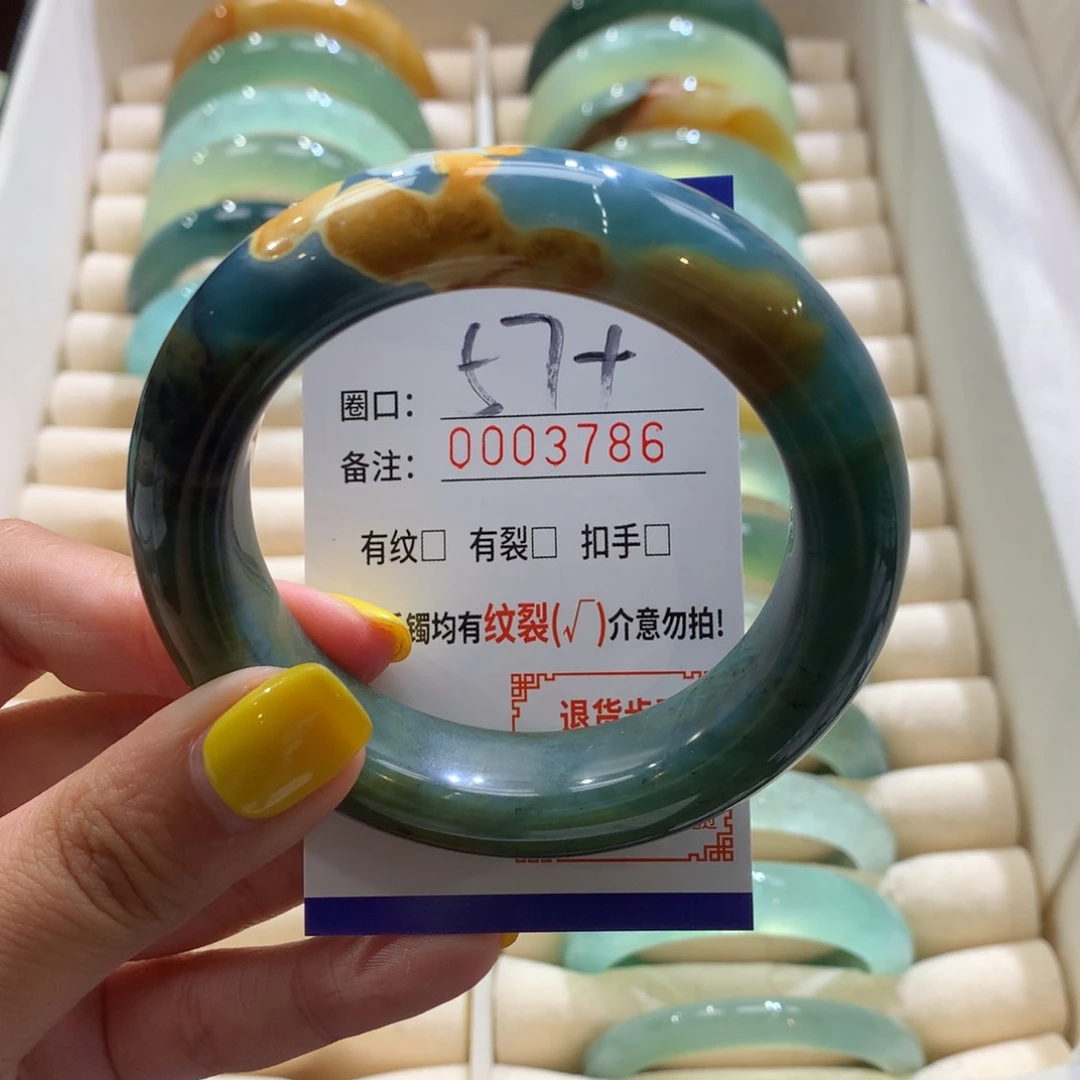 圈口: 57+
备注: 0003786
有纹□ 有裂□ 扣手□
镯均有纹裂(√)介意勿拍!
退货